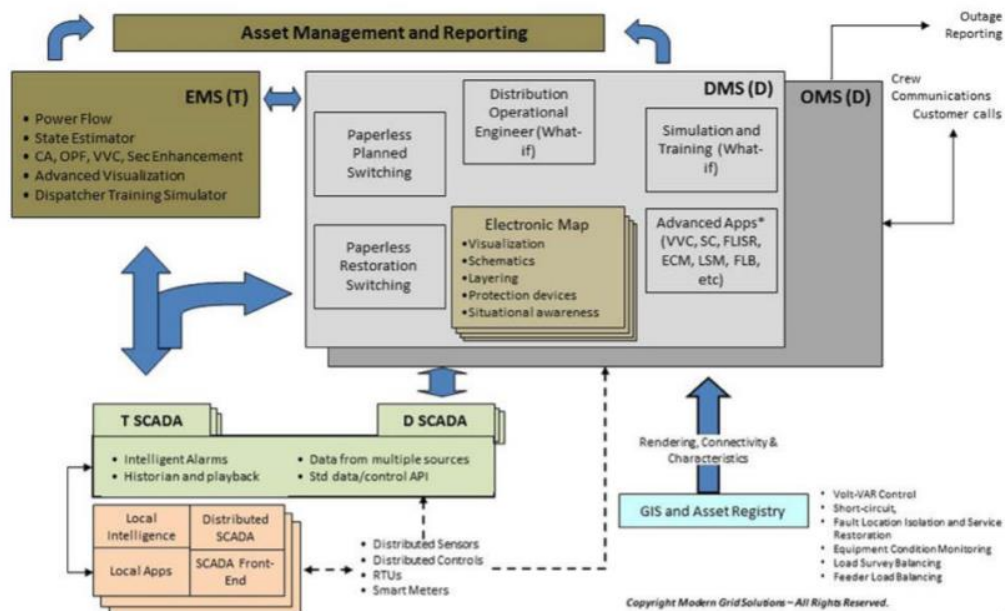 Asset Management and Reporting
Outage
Reporting
EMS (T)
• Power Flow
• State Estimator
• CA, OPF, VVC, Sec Enhancement
• Advanced Visualization
• Dispatcher Training Simulator
DMS (D)
OMS (D)
Crew
Communications
Customer calls
Paperless
Planned
Switching
Distribution
Operational
Engineer (What-
if)
Simulation and
Training (What-
if)
Paperless
Restoration
Switching
Electronic Map
•Visualization
•Schematics
•Layering
•Protection devices
•Situational awareness
Advanced Apps*
(VVC, SC, FLISR,
ECM, LSM, FLB,
etc)
T SCADA
D SCADA
• Intelligent Alarms
• Historian and playback
• Data from multiple sources
• Std data/control API
Rendering, Connectivity &
Characteristics
Local
Intelligence
Distributed
SCADA
Local Apps
SCADA Front-
End
• Distributed Sensors
• Distributed Controls
• RTUs
• Smart Meters
GIS and Asset Registry
• Volt-VAR Control
• Short-circuit,
• Fault Location Isolation and Service
Restoration
• Equipment Condition Monitoring
• Load Survey Balancing
• Feeder Load Balancing
Copyright Modern Grid Solutions – All Rights Reserved.